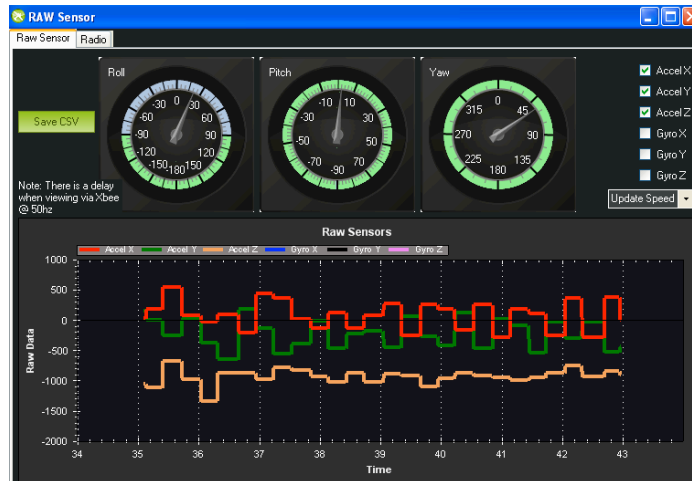 RAW Sensor
Raw Sensor Radio
Save CSV
Note: There is a delay
when viewing via Xbee
@ 50hz
Roll
0 30 60 90 120 150 180 -150 -120 -90 -60 -30
Pitch
-10 10 30 50 70 90 -90 -70 -50 -30
Yaw
0 45 90 135 180 225 270 315
Accel X
Accel Y
Accel Z
Gyro X
Gyro Y
Gyro Z
Update Speed
Raw Sensors
Accel X Accel Y Accel Z Gyro X Gyro Y Gyro Z
Raw Data
1000
500
0
-500
-1000
-1500
-2000
34 35 36 37 38 39 40 41 42 43
Time